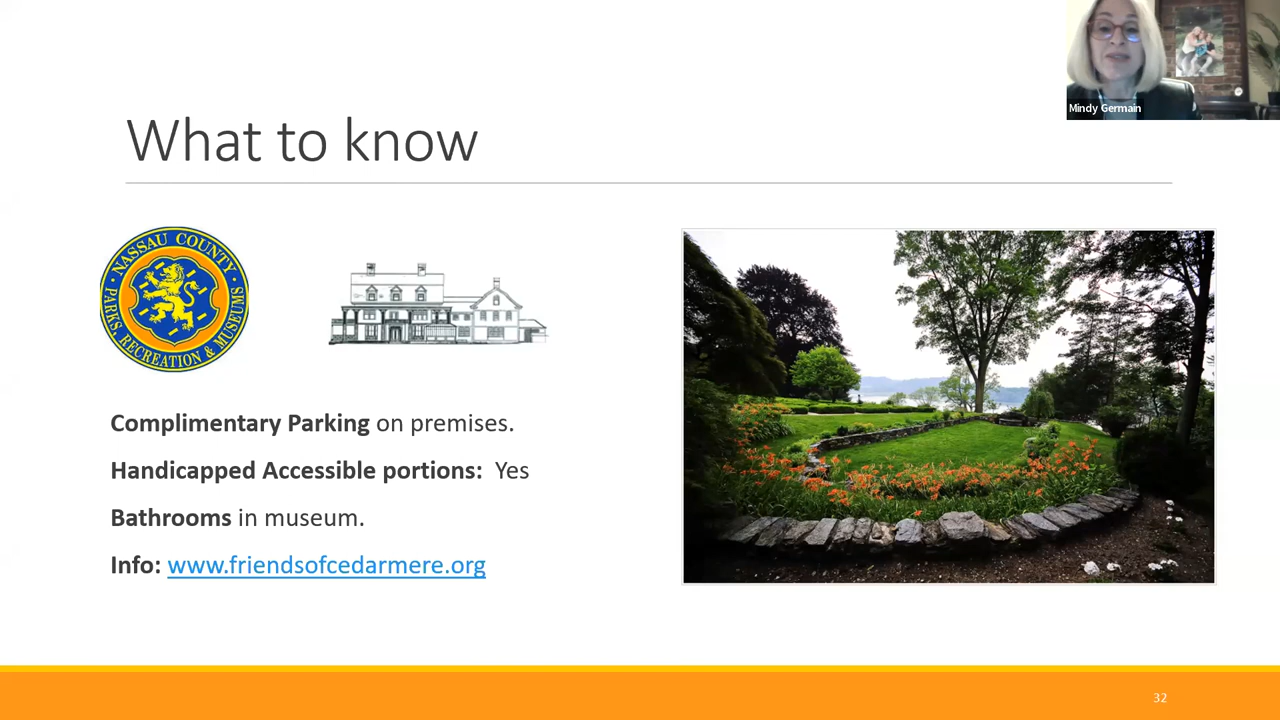 Mindy Germain
What to know
NASSAU COUNTY
PARKS, RECREATION & MUSEUMS
Complimentary Parking on premises.
Handicapped Accessible portions: Yes
Bathrooms in museum.
Info: www.friendsofcedarmere.org
32